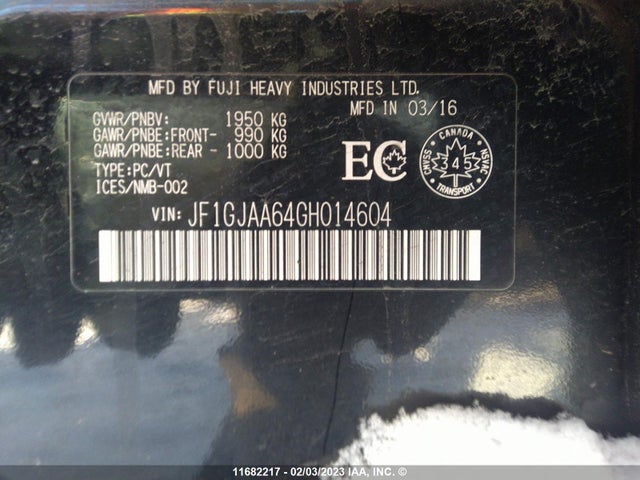 MFD BY FUJI HEAVY INDUSTRIES LTD.
MFD IN 03/16
GVWR/PNBV: 1950 KG
GAWR/PNBE:FRONT- 990 KG
GAWR/PNBE:REAR - 1000 KG
TYPE:PC/VT
ICES/NMB-002
EC
CANADA
CMVSS 345 NSVAC
TRANSPORT
VIN: JF1GJAA64GH014604
11682217 - 02/03/2023 IAA, INC. ©